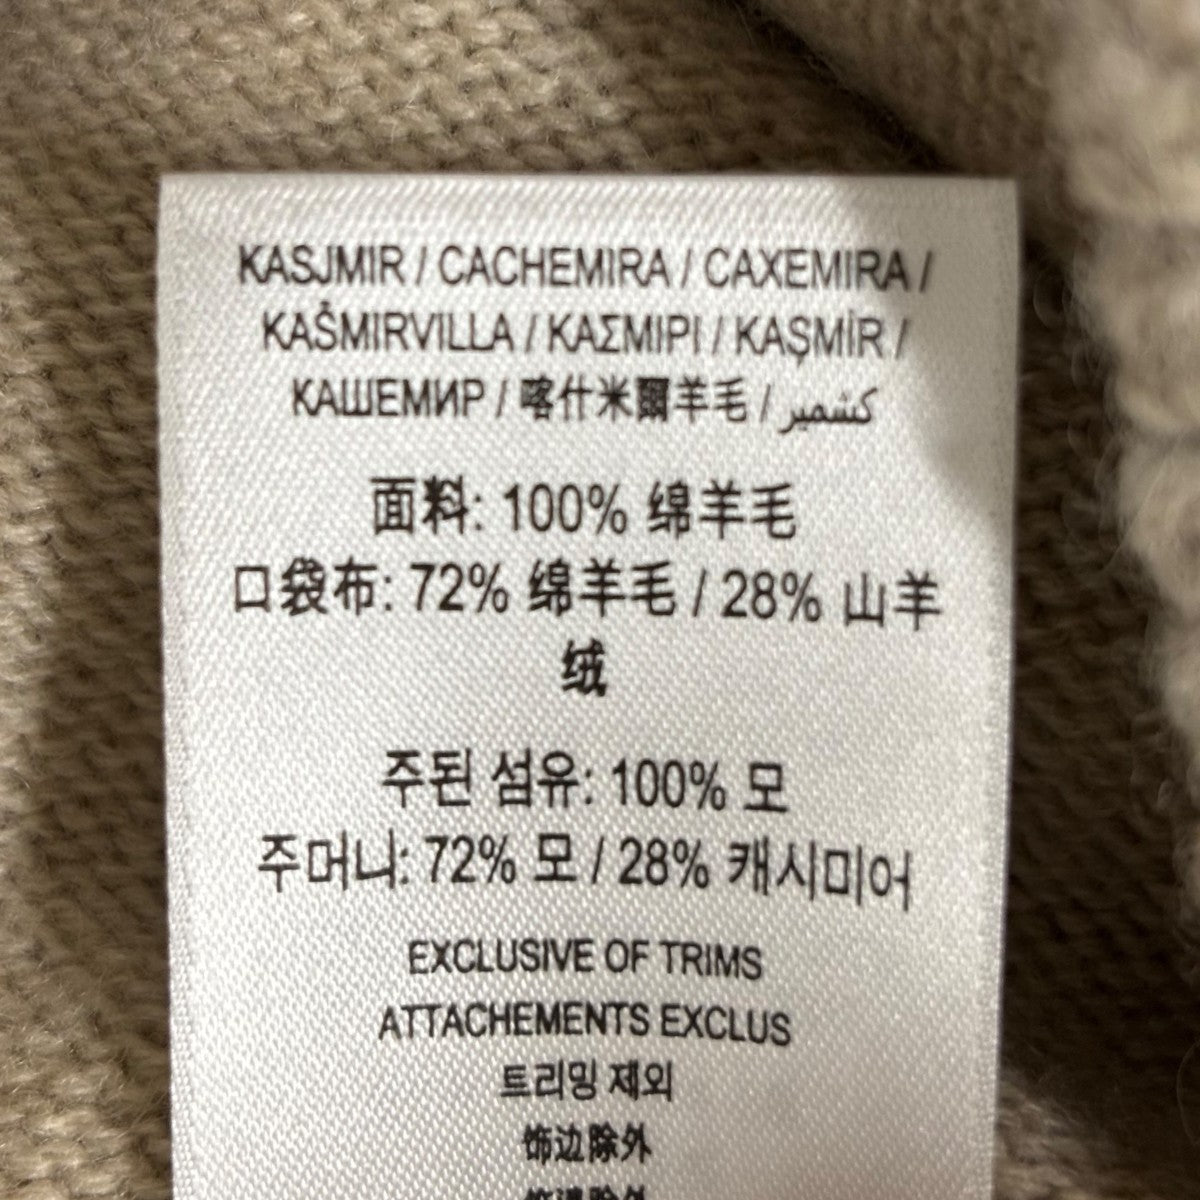 KASJMIR / CACHEMIRA / CAXEMIRA /
KAŠMIRVILLA / ΚΑΣΜΙΡΙ / KAŞMİR /
КАШЕМИР / 喀什米爾羊毛 / كشمير
面料: 100% 绵羊毛
口袋布: 72% 绵羊毛 / 28% 山羊
绒
주된 섬유: 100% 모
주머니: 72% 모 / 28% 캐시미어
EXCLUSIVE OF TRIMS
ATTACHEMENTS EXCLUS
트리밍 제외
饰边除外